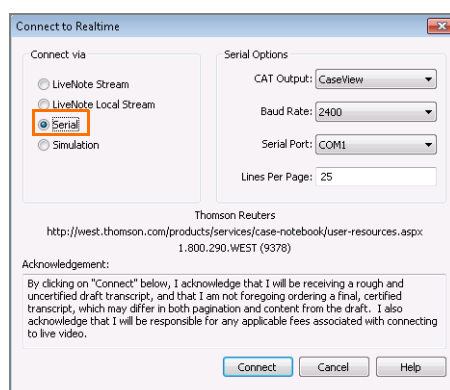 Connect to Realtime
Connect via
LiveNote Stream
LiveNote Local Stream
Serial
Simulation
Serial Options
CAT Output: CaseView
Baud Rate: 2400
Serial Port: COM1
Lines Per Page: 25
Thomson Reuters
http://west.thomson.com/products/services/case-notebook/user-resources.aspx
1.800.290.WEST (9378)
Acknowledgement:
By clicking on "Connect" below, I acknowledge that I will be receiving a rough and
uncertified draft transcript, and that I am not foregoing ordering a final, certified
transcript, which may differ in both pagination and content from the draft. I also
acknowledge that I will be responsible for any applicable fees associated with connecting
to live video.
Connect Cancel Help